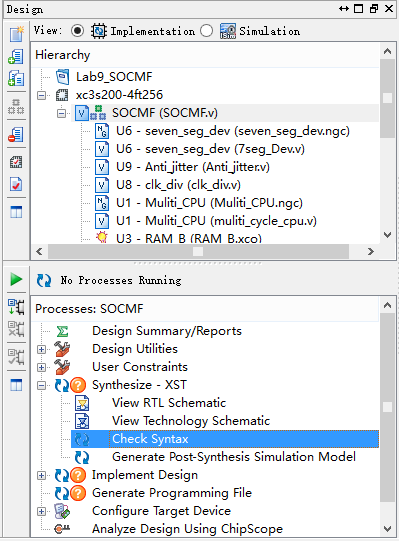 Design
View: Implementation Simulation
Hierarchy
Lab9_SOCMF
xc3s200-4ft256
SOCMF (SOCMF.v)
U6 - seven_seg_dev (seven_seg_dev.ngc)
U6 - seven_seg_dev (7seg_Dev.v)
U9 - Anti_jitter (Anti_jitter.v)
U8 - clk_div (clk_div.v)
U1 - Muliti_CPU (Muliti_CPU.ngc)
U1 - Muliti_CPU (muliti_cycle_cpu.v)
U3 - RAM_B (RAM_B.xco)
No Processes Running
Processes: SOCMF
Design Summary/Reports
Design Utilities
User Constraints
Synthesize - XST
View RTL Schematic
View Technology Schematic
Check Syntax
Generate Post-Synthesis Simulation Model
Implement Design
Generate Programming File
Configure Target Device
Analyze Design Using ChipScope